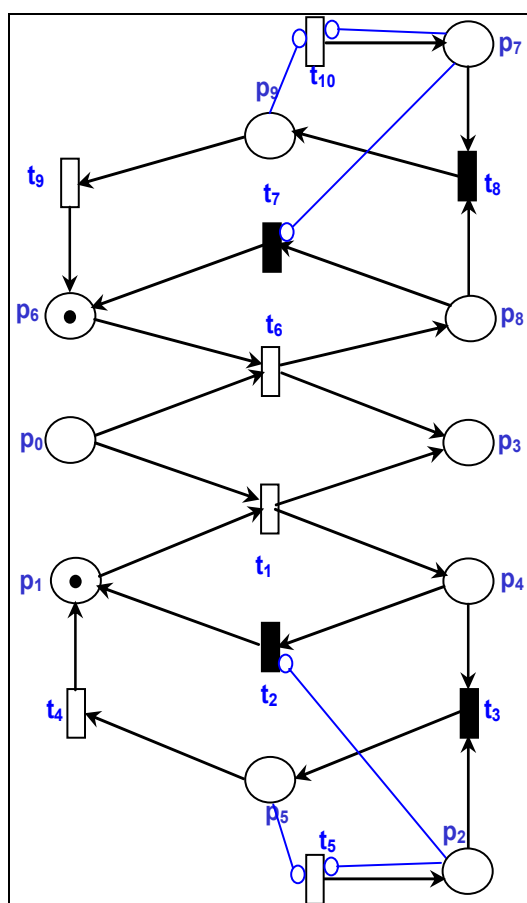 p₇
t₁₀
p₉
t₉
t₈
t₇
p₆
p₈
t₆
p₀
p₃
t₁
p₁
p₄
t₂
t₄
t₃
p₅
t₅
p₂